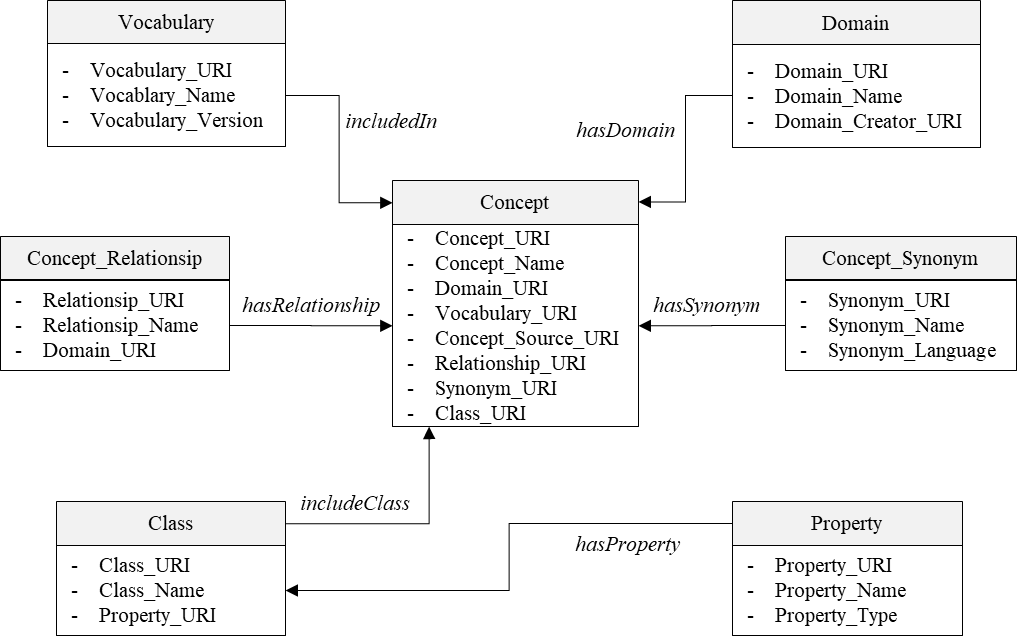 Vocabulary
- Vocabulary_URI
- Vocablary_Name
- Vocabulary_Version
Domain
- Domain_URI
- Domain_Name
- Domain_Creator_URI
includedIn
hasDomain
Concept
- Concept_URI
- Concept_Name
- Domain_URI
- Vocabulary_URI
- Concept_Source_URI
- Relationship_URI
- Synonym_URI
- Class_URI
Concept_Relationsip
- Relationsip_URI
- Relationsip_Name
- Domain_URI
hasRelationship
hasSynonym
Concept_Synonym
- Synonym_URI
- Synonym_Name
- Synonym_Language
includeClass
Class
- Class_URI
- Class_Name
- Property_URI
hasProperty
Property
- Property_URI
- Property_Name
- Property_Type